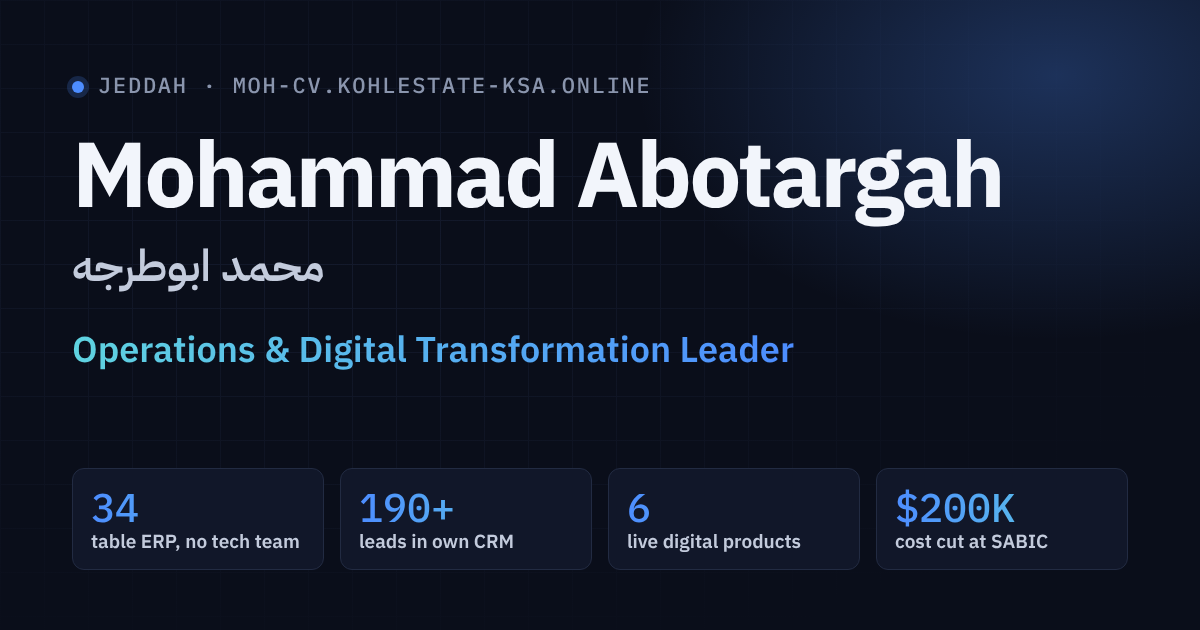 JEDDAH · MOH-CV.KOHLESTATE-KSA.ONLINE
Mohammad Abotargah
محمد ابوطرجه
Operations & Digital Transformation Leader
34
table ERP, no tech team
190+
leads in own CRM
6
live digital products
$200K
cost cut at SABIC